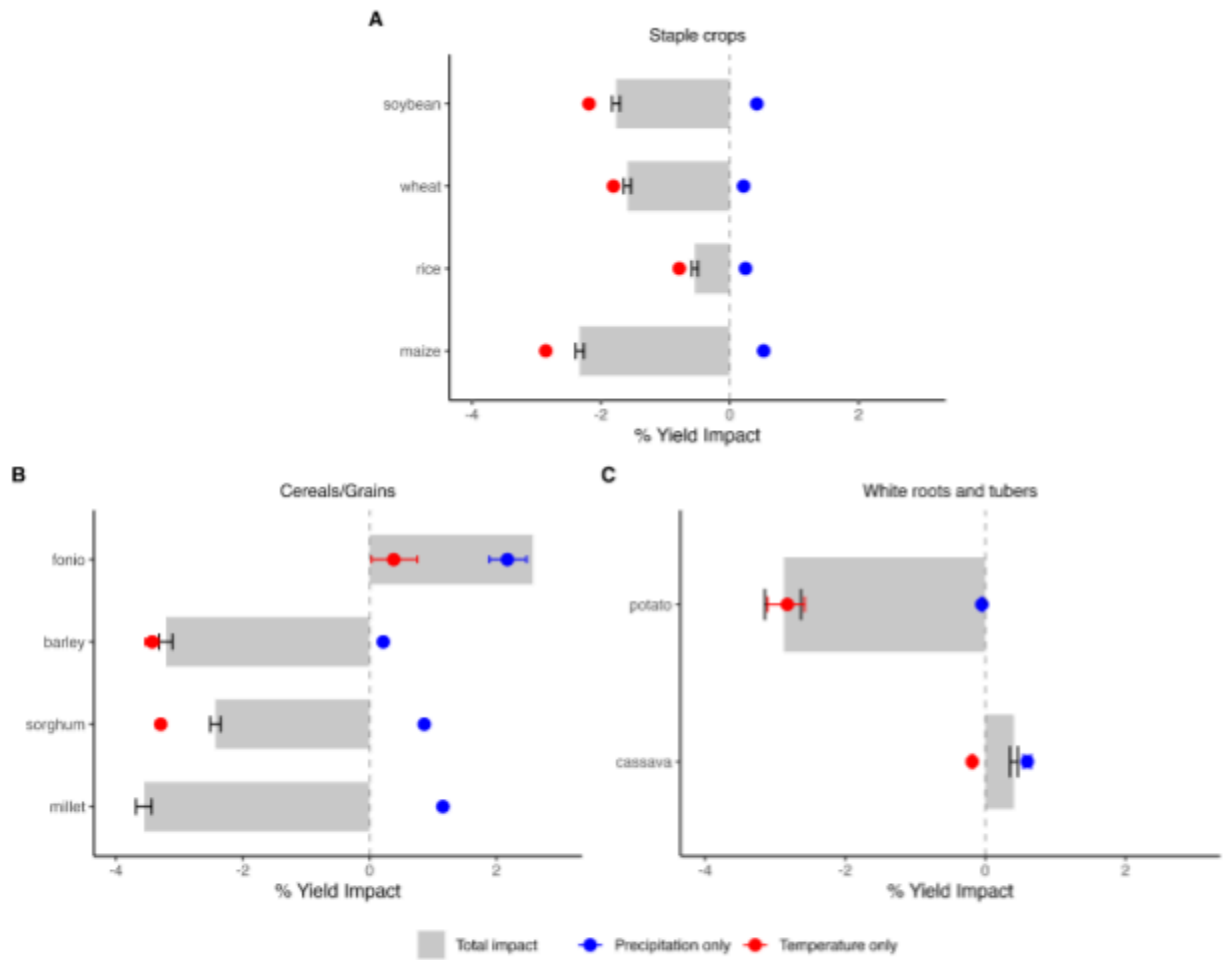 A
Staple crops
soybean
wheat
rice
maize
-4 -2 0 2
% Yield Impact
B
Cereals/Grains
fonio
barley
sorghum
millet
-4 -2 0 2
% Yield Impact
C
White roots and tubers
potato
cassava
-4 -2 0 2
% Yield Impact
Total impact Precipitation only Temperature only